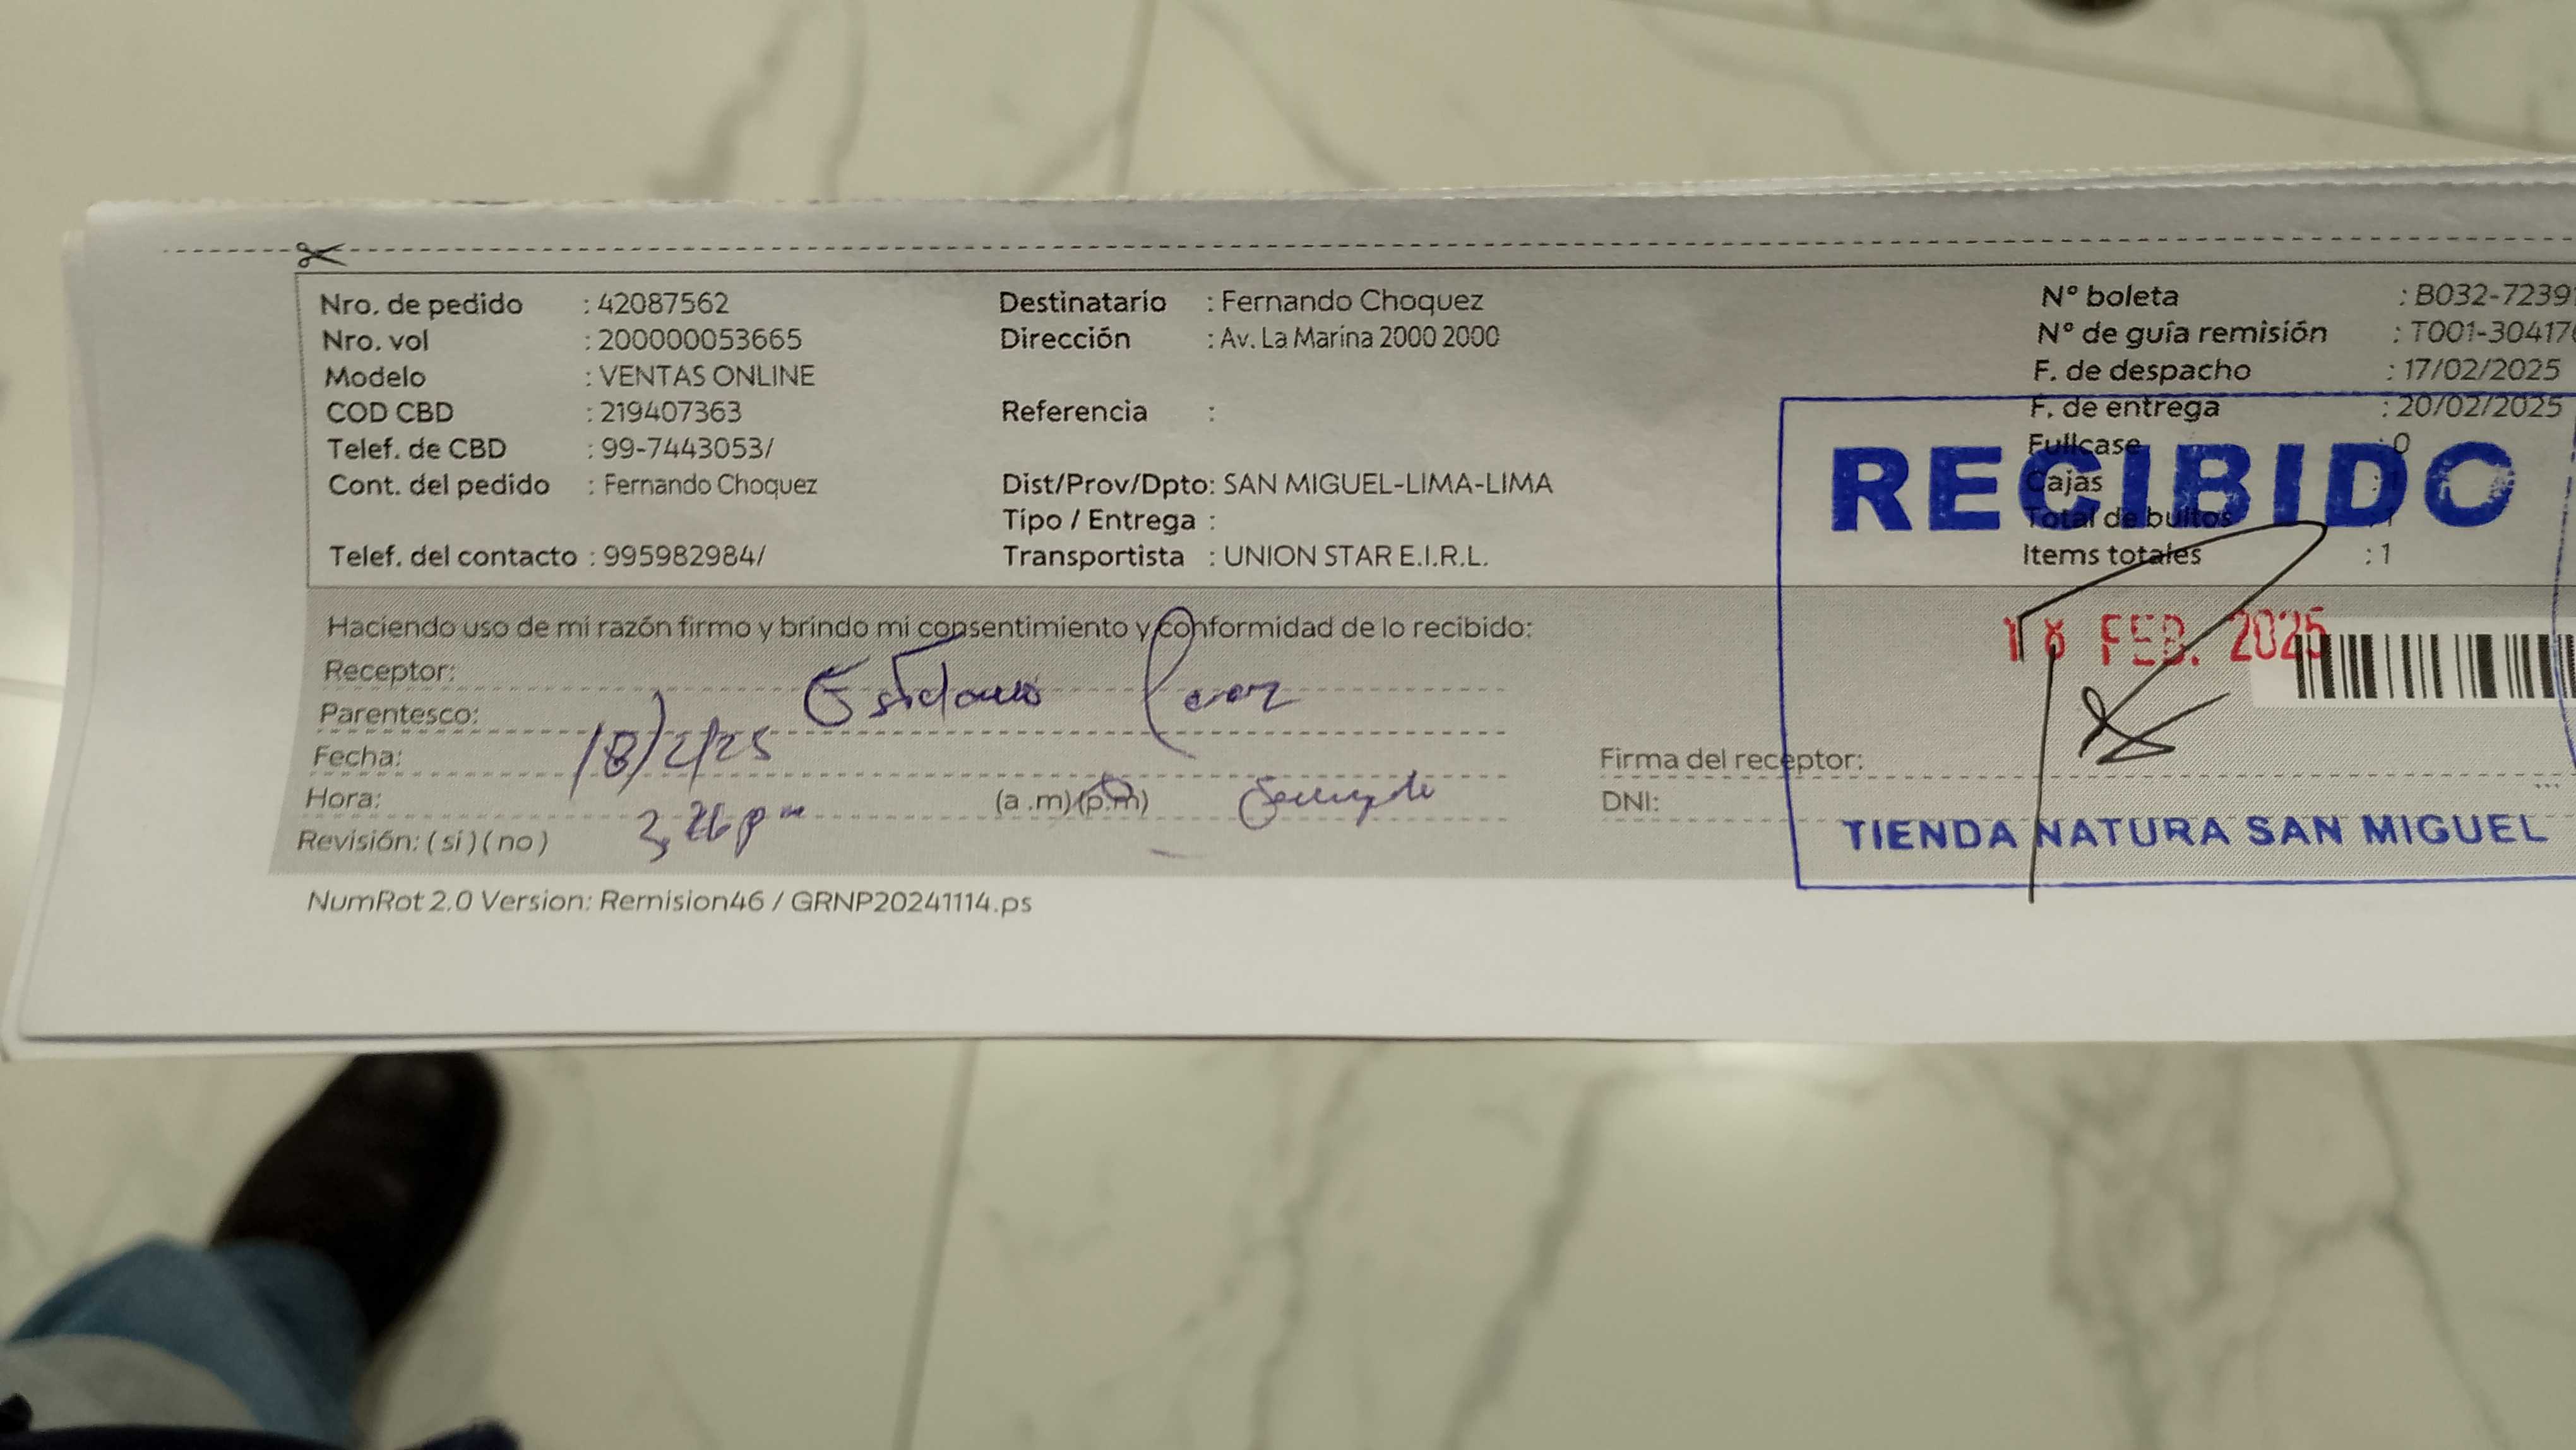 Nro. de pedido : 42087562
Nro. vol : 200000053665
Modelo : VENTAS ONLINE
COD CBD : 219407363
Telef. de CBD : 99-7443053/
Cont. del pedido : Fernando Choquez
Telef. del contacto : 995982984/
Destinatario : Fernando Choquez
Dirección : Av. La Marina 2000 2000
Referencia :
Dist/Prov/Dpto: SAN MIGUEL-LIMA-LIMA
Tipo / Entrega :
Transportista : UNION STAR E.I.R.L.
N° boleta : B032-7239
N° de guía remisión : T001-30417
F. de despacho : 17/02/2025
F. de entrega : 20/02/2025
Fullcase : 0
Cajas :
Total de bultos : 1
Items totales : 1
RECIBIDO
18 FEB. 2025
TIENDA NATURA SAN MIGUEL
Haciendo uso de mi razón firmo y brindo mi consentimiento y conformidad de lo recibido:
Receptor:
Parentesco:
Fecha: 18/2/25
Hora: 3,26 pm (a .m)(p.m)
Revisión: ( si ) ( no )
Firma del receptor:
DNI:
NumRot 2.0 Version: Remision46 / GRNP20241114.ps